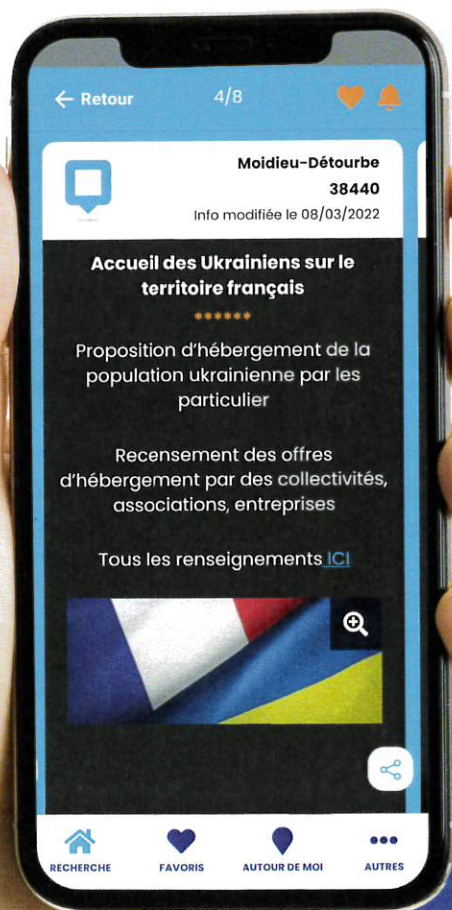 ← Retour
4/8
Moidieu-Détourbe
38440
Info modifiée le 08/03/2022
Accueil des Ukrainiens sur le
territoire français
******
Proposition d'hébergement de la
population ukrainienne par les
particulier
Recensement des offres
d'hébergement par des collectivités,
associations, entreprises
Tous les renseignements ICI
RECHERCHE
FAVORIS
AUTOUR DE MOI
AUTRES